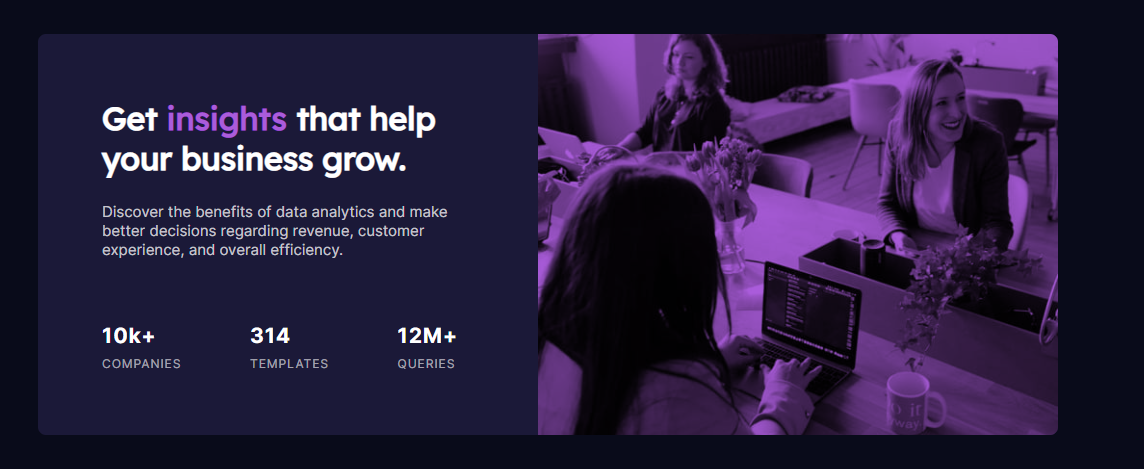 Get insights that help
your business grow.
Discover the benefits of data analytics and make
better decisions regarding revenue, customer
experience, and overall efficiency.
10k+ 314 12M+
COMPANIES TEMPLATES QUERIES